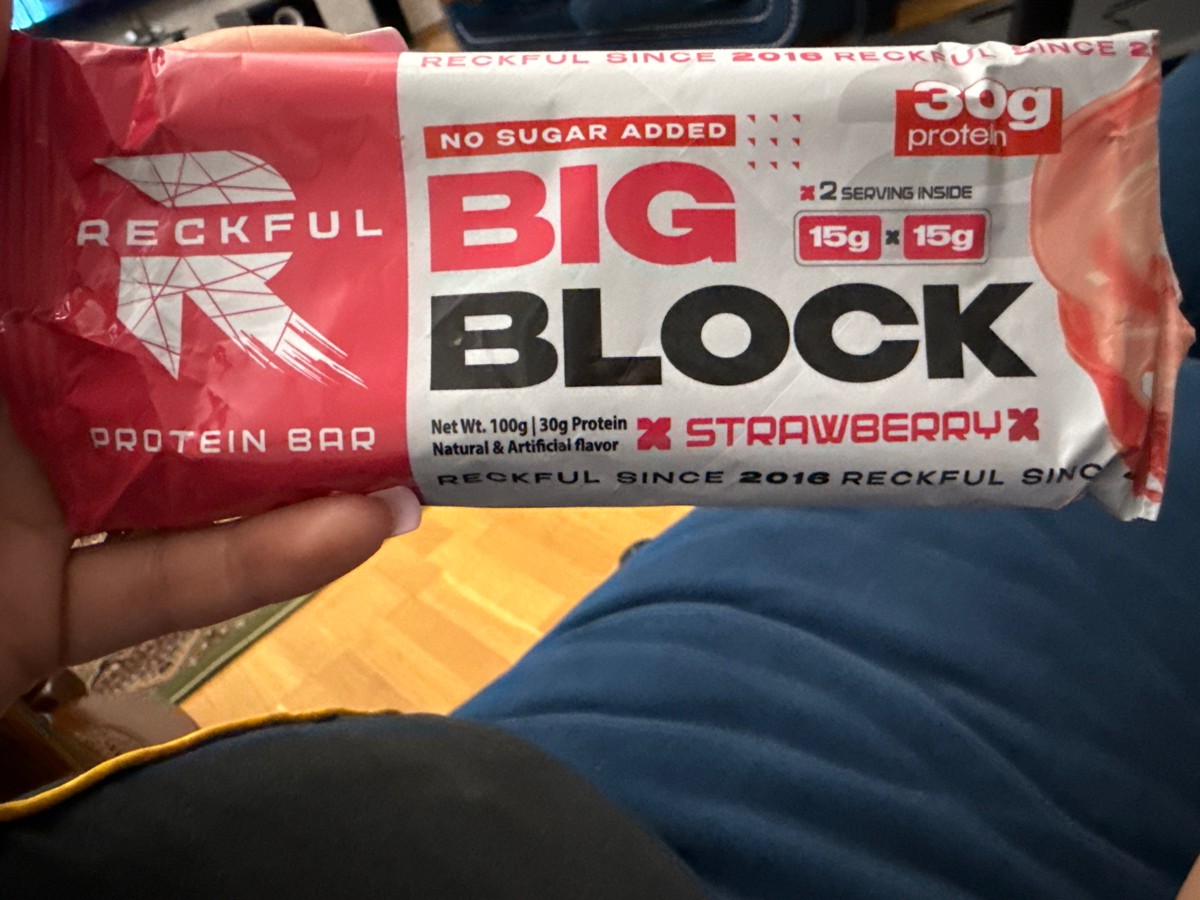 RECKFUL SINCE 2016 RECKFUL SINCE 2
30g
protein
NO SUGAR ADDED
BIG
BLOCK
x 2 SERVING INSIDE
15g x 15g
RECKFUL
PROTEIN BAR
Net Wt. 100g | 30g Protein
Natural & Artificial flavor
x STRAWBERRY x
RECKFUL SINCE 2016 RECKFUL SINC